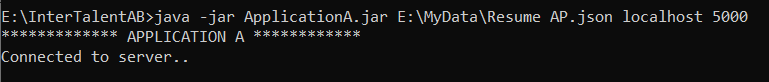 E:\InterTalentAB>java -jar ApplicationA.jar E:\MyData\Resume AP.json localhost 5000
************* APPLICATION A ************
Connected to server..